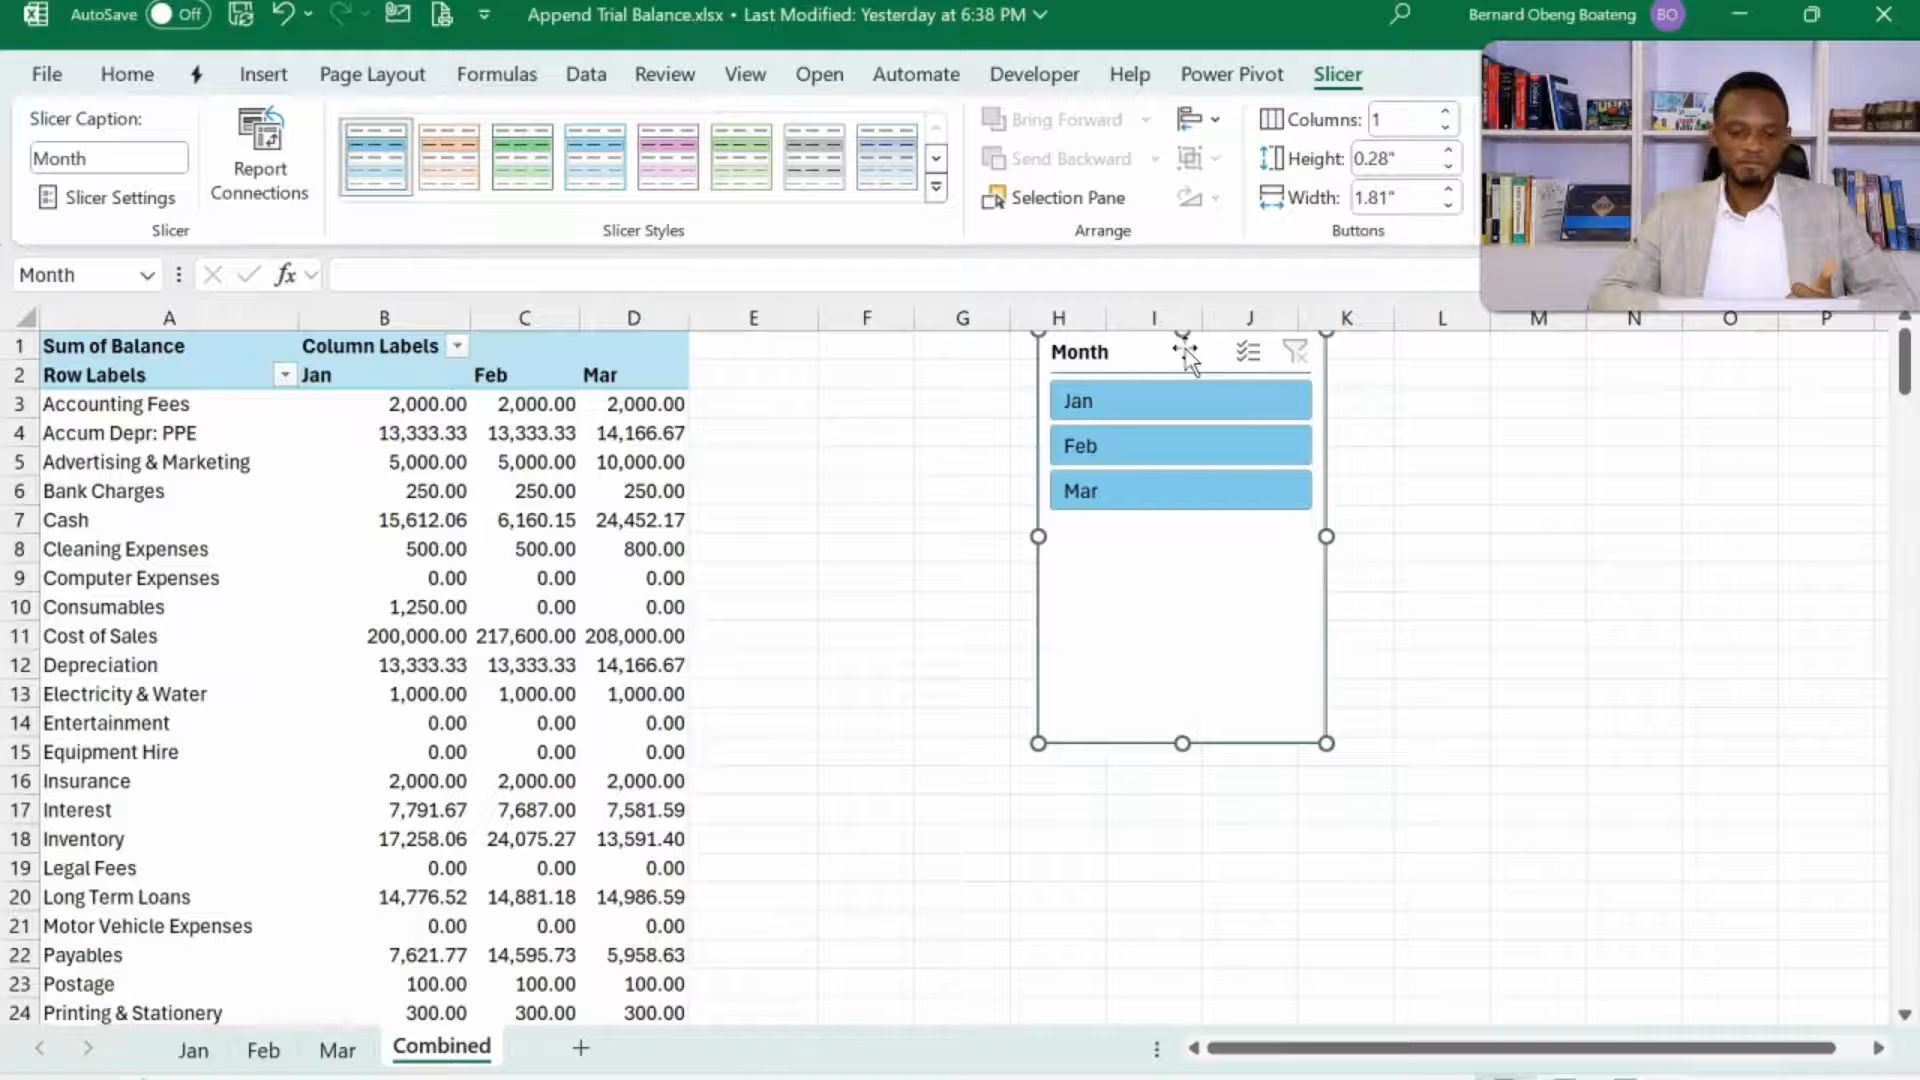 AutoSave Off Append Trial Balance.xlsx • Last Modified: Yesterday at 6:38 PM Bernard Obeng Boateng BO
File Home Insert Page Layout Formulas Data Review View Open Automate Developer Help Power Pivot Slicer
Slicer Caption:
Month
Slicer Settings
Report Connections
Slicer
Slicer Styles
Bring Forward
Send Backward
Selection Pane
Arrange
Columns: 1
Height: 0.28"
Width: 1.81"
Buttons
Month fx
A B C D E F G H I J K L M N O P
1 Sum of Balance Column Labels
2 Row Labels Jan Feb Mar
3 Accounting Fees 2,000.00 2,000.00 2,000.00
4 Accum Depr: PPE 13,333.33 13,333.33 14,166.67
5 Advertising & Marketing 5,000.00 5,000.00 10,000.00
6 Bank Charges 250.00 250.00 250.00
7 Cash 15,612.06 6,160.15 24,452.17
8 Cleaning Expenses 500.00 500.00 800.00
9 Computer Expenses 0.00 0.00 0.00
10 Consumables 1,250.00 0.00 0.00
11 Cost of Sales 200,000.00 217,600.00 208,000.00
12 Depreciation 13,333.33 13,333.33 14,166.67
13 Electricity & Water 1,000.00 1,000.00 1,000.00
14 Entertainment 0.00 0.00 0.00
15 Equipment Hire 0.00 0.00 0.00
16 Insurance 2,000.00 2,000.00 2,000.00
17 Interest 7,791.67 7,687.00 7,581.59
18 Inventory 17,258.06 24,075.27 13,591.40
19 Legal Fees 0.00 0.00 0.00
20 Long Term Loans 14,776.52 14,881.18 14,986.59
21 Motor Vehicle Expenses 0.00 0.00 0.00
22 Payables 7,621.77 14,595.73 5,958.63
23 Postage 100.00 100.00 100.00
24 Printing & Stationery 300.00 300.00 300.00
Month
Jan
Feb
Mar
Jan Feb Mar Combined